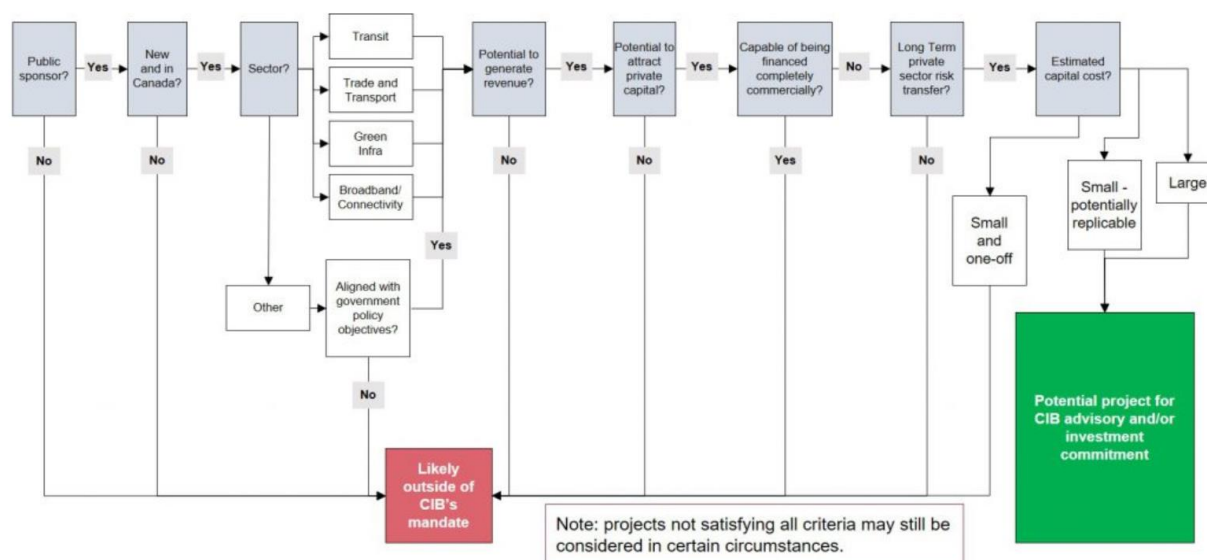 Public
sponsor?
Yes
New
and in
Canada?
Yes
Sector?
Transit
Trade and
Transport
Green
Infra
Broadband/
Connectivity
Other
Aligned with
government
policy
objectives?
Yes
Potential to
generate
revenue?
Yes
Potential to
attract
private
capital?
Yes
Capable of being
financed
completely
commercially?
No
Long Term
private
sector risk
transfer?
Yes
Estimated
capital cost?
No
No
No
No
Yes
No
No
Small
and
one-off
Small -
potentially
replicable
Large
Likely
outside of
CIB's
mandate
Potential project for
CIB advisory and/or
investment
commitment
Note: projects not satisfying all criteria may still be
considered in certain circumstances.